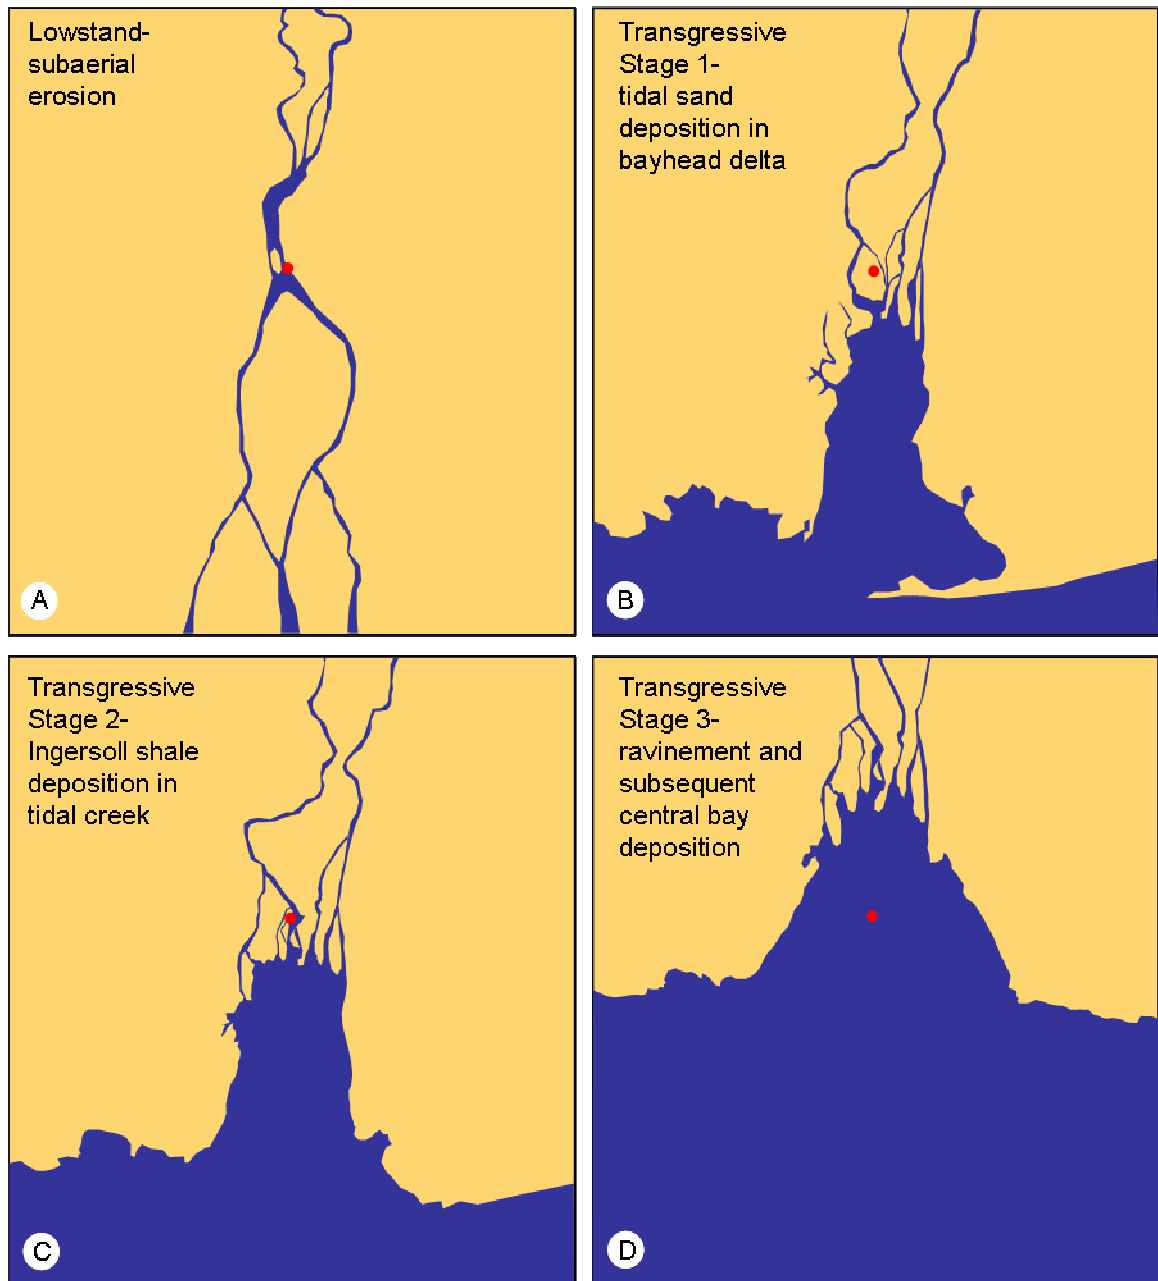 Lowstand-
subaerial
erosion
A
Transgressive
Stage 1-
tidal sand
deposition in
bayhead delta
B
Transgressive
Stage 2-
Ingersoll shale
deposition in
tidal creek
C
Transgressive
Stage 3-
ravinement and
subsequent
central bay
deposition
D